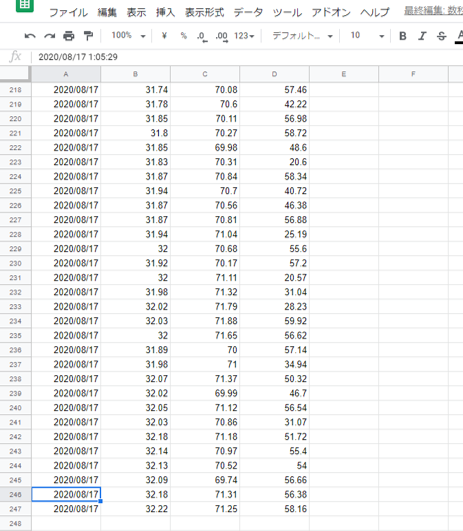 ファイル 編集 表示 挿入 表示形式 データ ツール アドオン ヘルプ 最終編集: 数秒
100% ¥ % .0 .00 123 デフォルト... 10 B I S A
fx 2020/08/17 1:05:29
A B C D E F
218 2020/08/17 31.74 70.08 57.46
219 2020/08/17 31.78 70.6 42.22
220 2020/08/17 31.85 70.11 56.98
221 2020/08/17 31.8 70.27 58.72
222 2020/08/17 31.85 69.98 48.6
223 2020/08/17 31.83 70.31 20.6
224 2020/08/17 31.87 70.84 58.34
225 2020/08/17 31.94 70.7 40.72
226 2020/08/17 31.87 70.56 46.38
227 2020/08/17 31.87 70.81 56.88
228 2020/08/17 31.94 71.04 25.19
229 2020/08/17 32 70.68 55.6
230 2020/08/17 31.92 70.17 57.2
231 2020/08/17 32 71.11 20.57
232 2020/08/17 31.98 71.32 31.04
233 2020/08/17 32.02 71.79 28.23
234 2020/08/17 32.03 71.88 59.92
235 2020/08/17 32 71.65 56.62
236 2020/08/17 31.89 70 57.14
237 2020/08/17 31.98 71 34.94
238 2020/08/17 32.07 71.37 50.32
239 2020/08/17 32.02 69.99 46.7
240 2020/08/17 32.05 71.12 56.54
241 2020/08/17 32.03 70.86 31.07
242 2020/08/17 32.18 71.18 51.72
243 2020/08/17 32.14 70.97 55.4
244 2020/08/17 32.13 70.52 54
245 2020/08/17 32.09 69.74 56.66
246 2020/08/17 32.18 71.31 56.38
247 2020/08/17 32.22 71.25 58.16
248